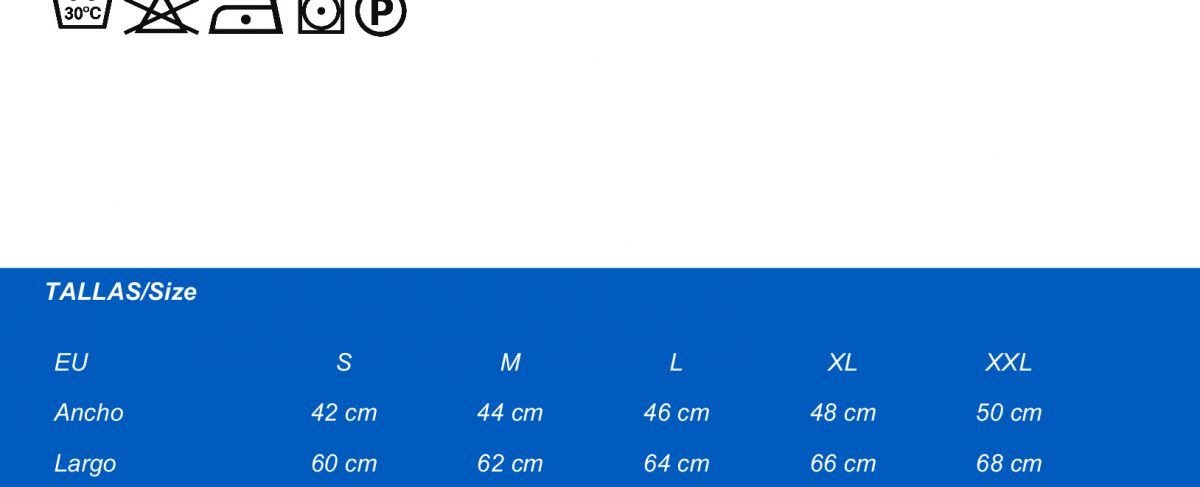 30°C P
TALLAS/Size
EU S M L XL XXL
Ancho 42 cm 44 cm 46 cm 48 cm 50 cm
Largo 60 cm 62 cm 64 cm 66 cm 68 cm